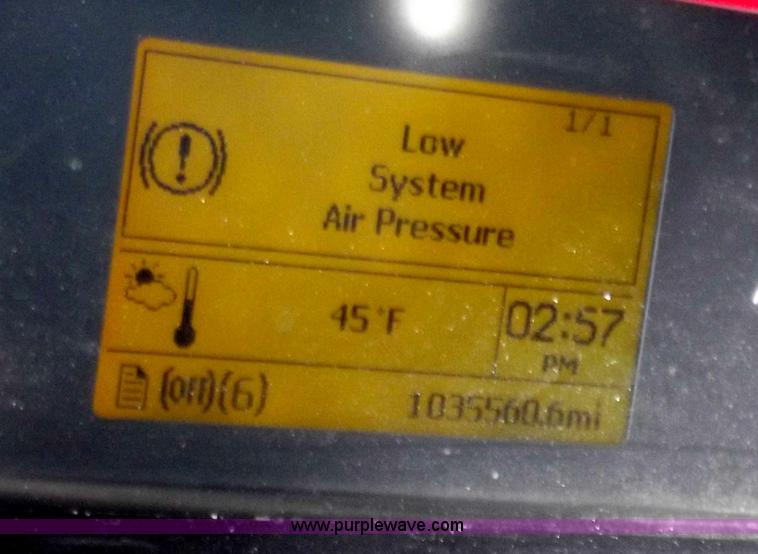 1/1
Low
System
Air Pressure
45°F
02:57
PM
(Off)(6)
1035560.6mi
www.purplewave.com